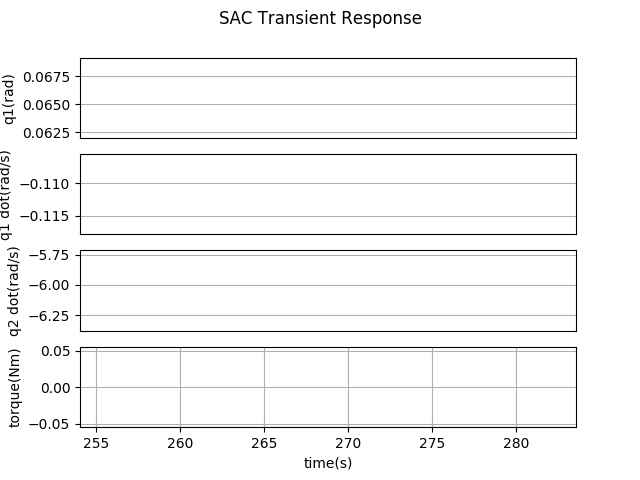 SAC Transient Response
q1(rad)
0.0675
0.0650
0.0625
q1 dot(rad/s)
−0.110
−0.115
q2 dot(rad/s)
−5.75
−6.00
−6.25
torque(Nm)
0.05
0.00
−0.05
255 260 265 270 275 280
time(s)